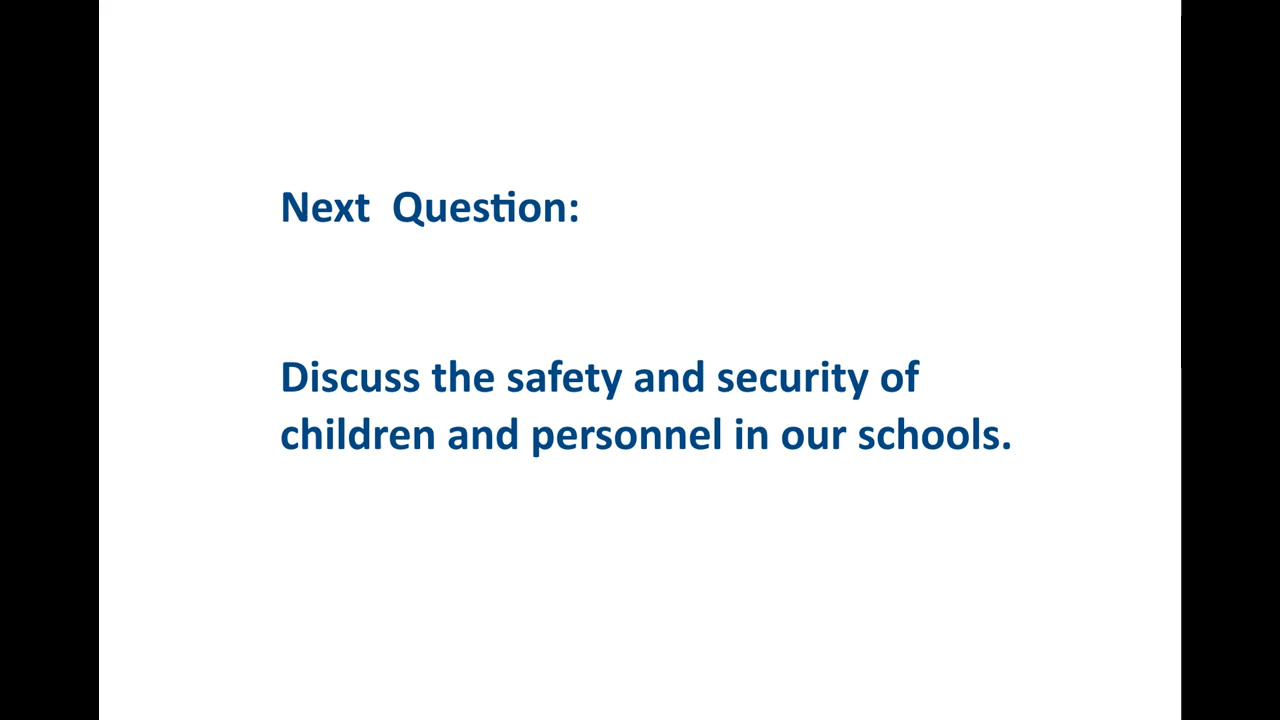 Next  Question:
Discuss the safety and security of
children and personnel in our schools.